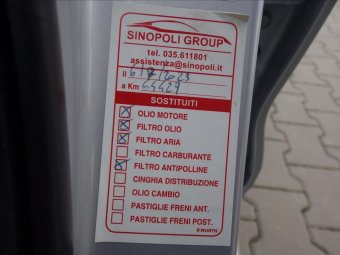 SINOPOLI GROUP
tel. 035.611801
assistenza@sinopoli.it
il
a Km
SOSTITUITI
OLIO MOTORE
FILTRO OLIO
FILTRO ARIA
FILTRO CARBURANTE
FILTRO ANTIPOLLINE
CINGHIA DISTRIBUZIONE
OLIO CAMBIO
PASTIGLIE FRENI ANT.
PASTIGLIE FRENI POST.
WÜRTH